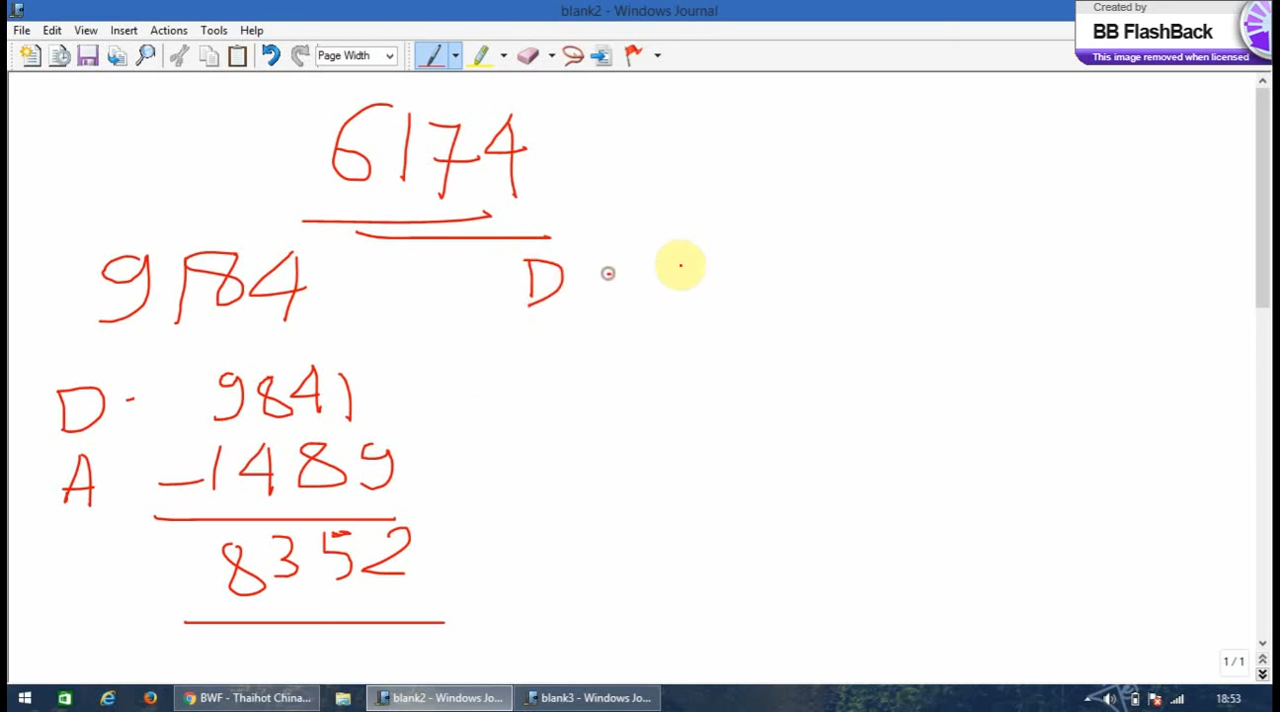 blank2 - Windows Journal
Created by
BB FlashBack
This image removed when licensed
File Edit View Insert Actions Tools Help
Page Width
6174
9184
D -
D - 9841
A - 1489
8352
1/1
BWF - Thaihot China...
blank2 - Windows Jo...
blank3 - Windows Jo...
18:53